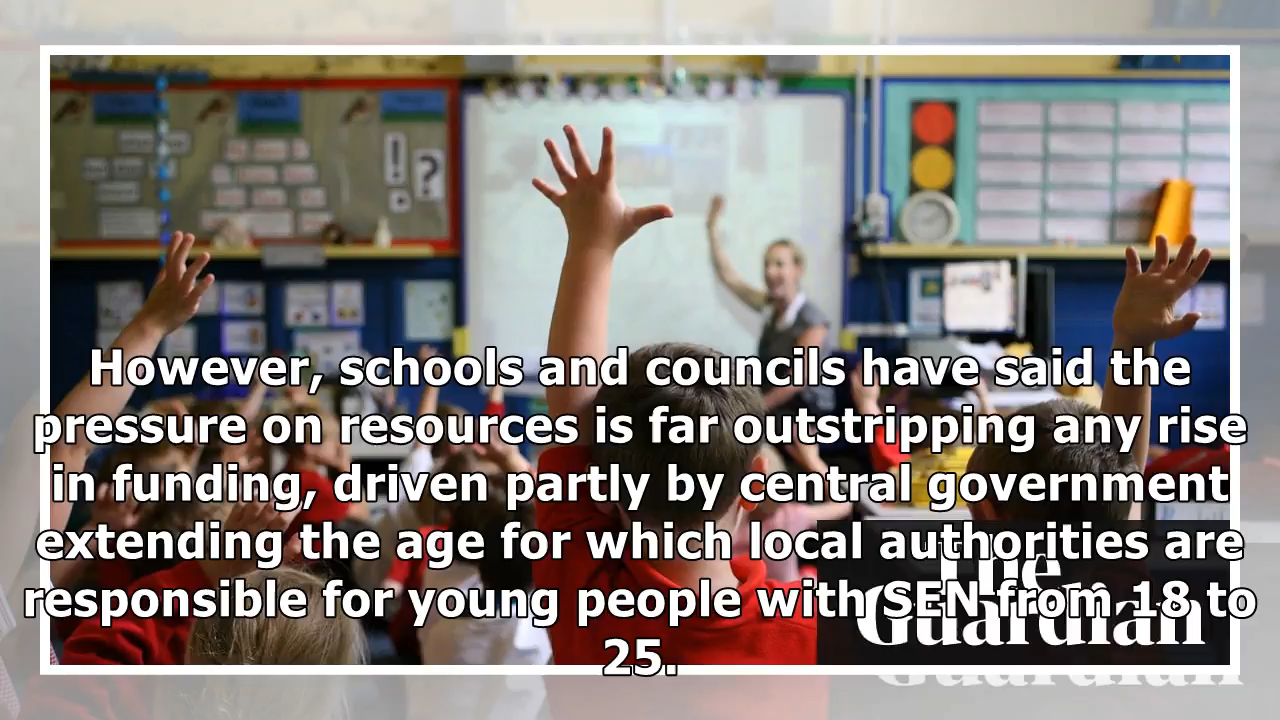 However, schools and councils have said the
pressure on resources is far outstripping any rise
in funding, driven partly by central government
extending the age for which local authorities are
responsible for young people with SEN from 18 to
25.
! ?
The
Guardian